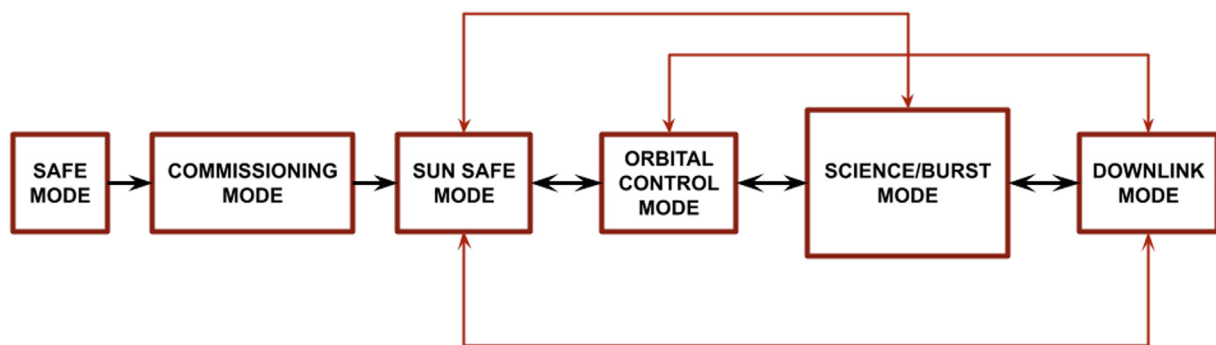 SAFE
MODE
COMMISSIONING
MODE
SUN SAFE
MODE
ORBITAL
CONTROL
MODE
SCIENCE/BURST
MODE
DOWNLINK
MODE